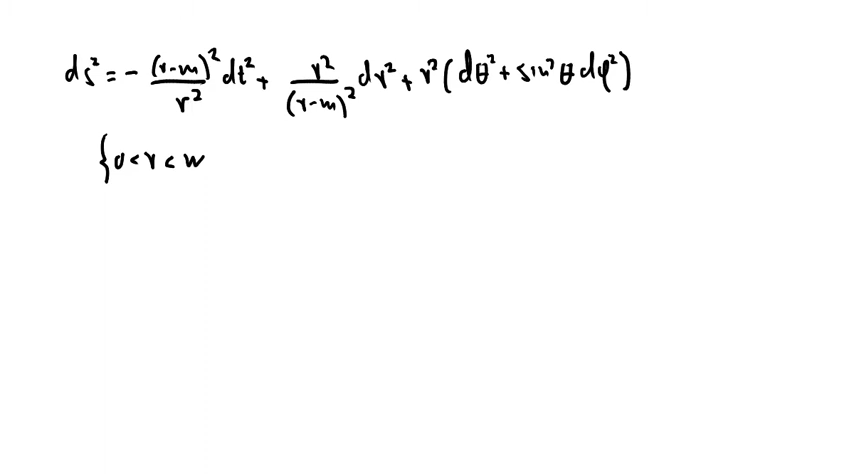 ds² = - (r-m)²/r² dt² + r²/(r-m)² dr² + r²(dθ² + sin²θ dφ²)
{0 < r < m